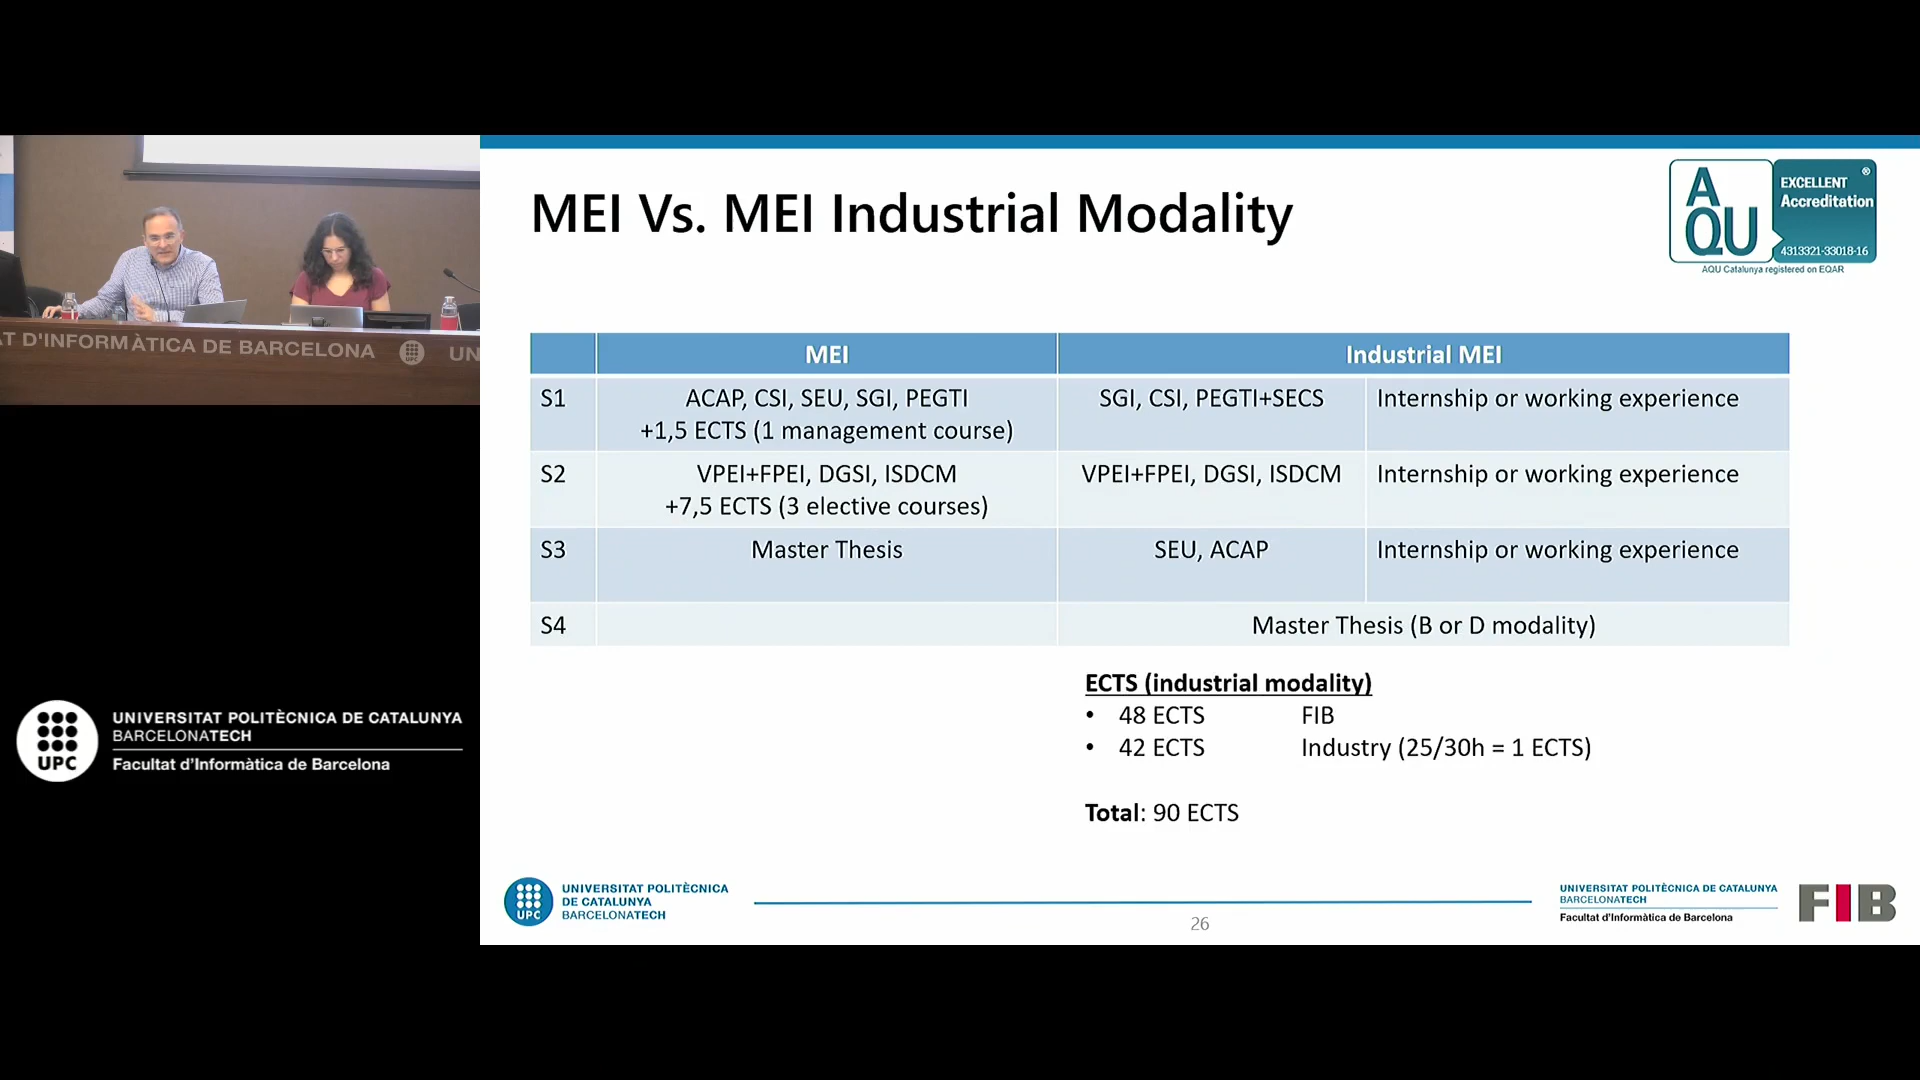 MEI Vs. MEI Industrial Modality
AQU
EXCELLENT ®
Accreditation
4313321-33018-16
AQU Catalunya registered on EQAR
AT D'INFORMÀTICA DE BARCELONA UPC UN
MEI Industrial MEI
S1 ACAP, CSI, SEU, SGI, PEGTI SGI, CSI, PEGTI+SECS Internship or working experience
+1,5 ECTS (1 management course)
S2 VPEI+FPEI, DGSI, ISDCM VPEI+FPEI, DGSI, ISDCM Internship or working experience
+7,5 ECTS (3 elective courses)
S3 Master Thesis SEU, ACAP Internship or working experience
S4 Master Thesis (B or D modality)
ECTS (industrial modality)
• 48 ECTS FIB
• 42 ECTS Industry (25/30h = 1 ECTS)
Total: 90 ECTS
UPC
UNIVERSITAT POLITÈCNICA DE CATALUNYA
BARCELONATECH
Facultat d'Informàtica de Barcelona
UPC
UNIVERSITAT POLITÈCNICA
DE CATALUNYA
BARCELONATECH
26
UNIVERSITAT POLITÈCNICA DE CATALUNYA
BARCELONATECH
Facultat d'Informàtica de Barcelona
FIB